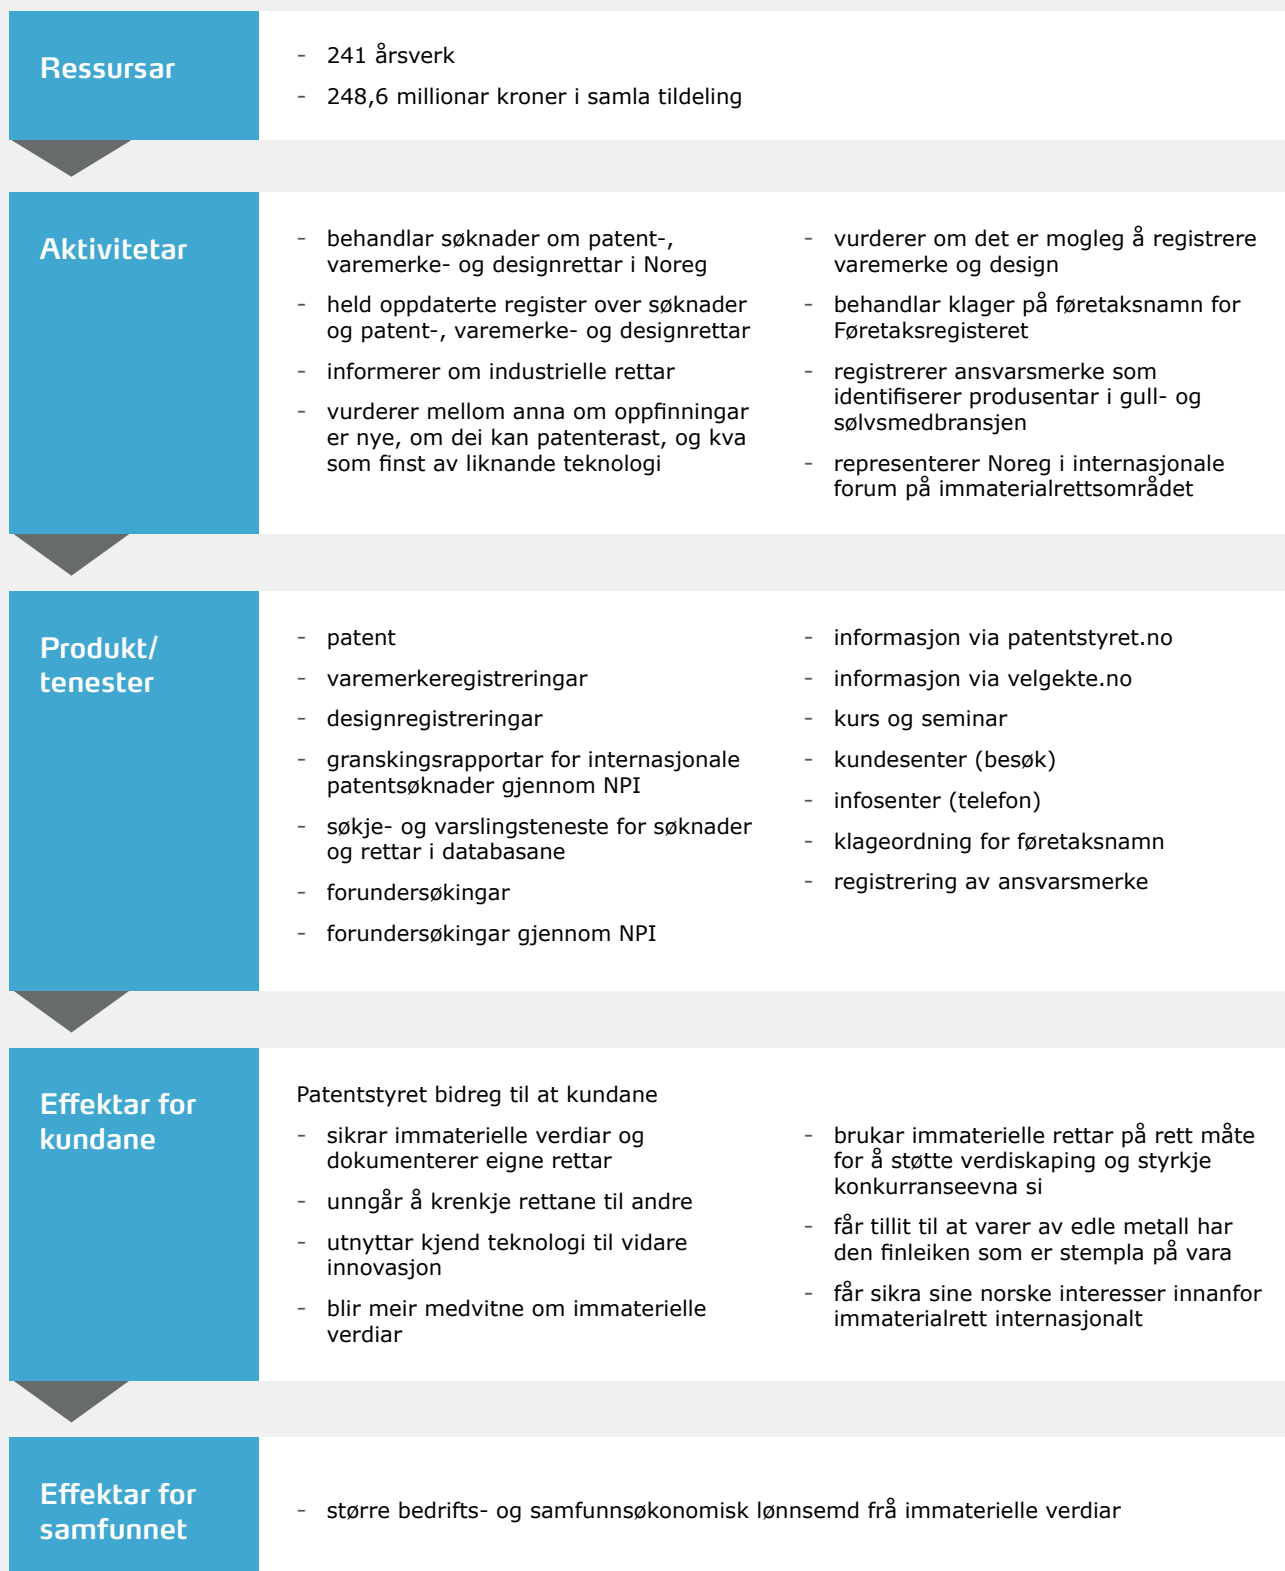 Ressursar
- 241 årsverk
- 248,6 millionar kroner i samla tildeling
Aktivitetar
- behandlar søknader om patent-,
varemerke- og designrettar i Noreg
- held oppdaterte register over søknader
og patent-, varemerke- og designrettar
- informerer om industrielle rettar
- vurderer mellom anna om oppfinningar
er nye, om dei kan patenterast, og kva
som finst av liknande teknologi
- vurderer om det er mogleg å registrere
varemerke og design
- behandlar klager på føretaksnamn for
Føretaksregisteret
- registrerer ansvarsmerke som
identifiserer produsentar i gull- og
sølvsmedbransjen
- representerer Noreg i internasjonale
forum på immaterialrettsområdet
Produkt/
tenester
- patent
- varemerkeregistreringar
- designregistreringar
- granskingsrapportar for internasjonale
patentsøknader gjennom NPI
- søkje- og varslingsteneste for søknader
og rettar i databasane
- forundersøkingar
- forundersøkingar gjennom NPI
- informasjon via patentstyret.no
- informasjon via velgekte.no
- kurs og seminar
- kundesenter (besøk)
- infosenter (telefon)
- klageordning for føretaksnamn
- registrering av ansvarsmerke
Effektar for
kundane
Patentstyret bidreg til at kundane
- sikrar immaterielle verdiar og
dokumenterer eigne rettar
- unngår å krenkje rettane til andre
- utnyttar kjend teknologi til vidare
innovasjon
- blir meir medvitne om immaterielle
verdiar
- brukar immaterielle rettar på rett måte
for å støtte verdiskaping og styrkje
konkurranseevna si
- får tillit til at varer av edle metall har
den finleiken som er stempla på vara
- får sikra sine norske interesser innanfor
immaterialrett internasjonalt
Effektar for
samfunnet
- større bedrifts- og samfunnsøkonomisk lønnsemd frå immaterielle verdiar